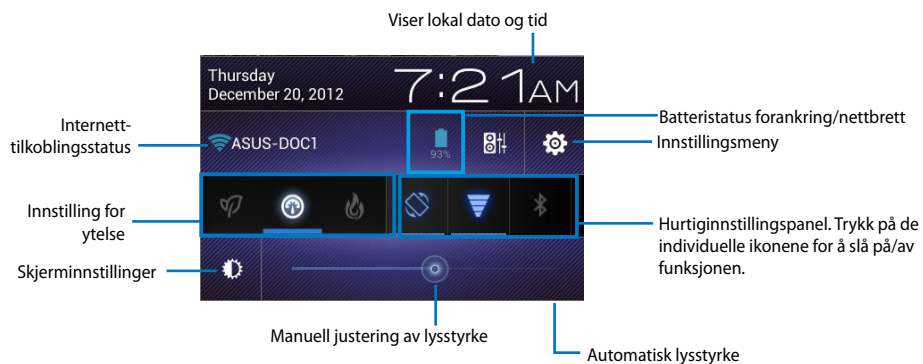 Viser lokal dato og tid
Thursday
December 20, 2012
7:21AM
Internett-
tilkoblingsstatus
ASUS-DOC1
93%
Batteristatus forankring/nettbrett
Innstillingsmeny
Innstilling for
ytelse
Hurtiginnstillingspanel. Trykk på de
individuelle ikonene for å slå på/av
funksjonen.
Skjerminnstillinger
Manuell justering av lysstyrke
Automatisk lysstyrke